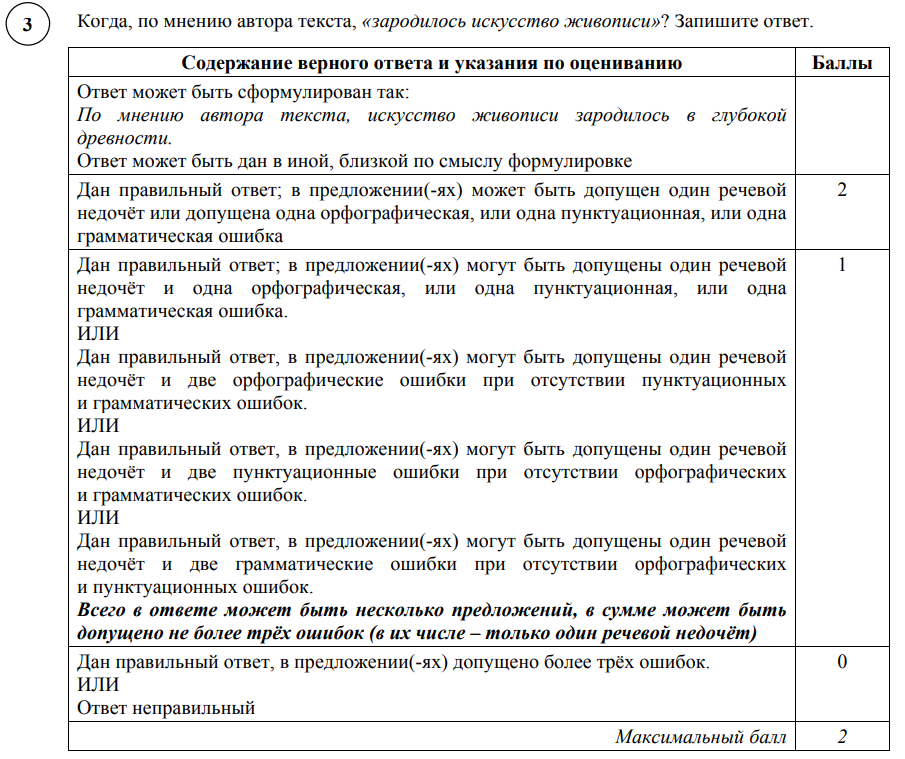 3
Когда, по мнению автора текста, «зародилось искусство живописи»? Запишите ответ.
Содержание верного ответа и указания по оцениванию
Баллы
Ответ может быть сформулирован так:
По мнению автора текста, искусство живописи зародилось в глубокой
древности.
Ответ может быть дан в иной, близкой по смыслу формулировке
Дан правильный ответ; в предложении(-ях) может быть допущен один речевой
недочёт или допущена одна орфографическая, или одна пунктуационная, или одна
грамматическая ошибка
2
Дан правильный ответ; в предложении(-ях) могут быть допущены один речевой
недочёт и одна орфографическая, или одна пунктуационная, или одна
грамматическая ошибка.
ИЛИ
Дан правильный ответ, в предложении(-ях) могут быть допущены один речевой
недочёт и две орфографические ошибки при отсутствии пунктуационных
и грамматических ошибок.
ИЛИ
Дан правильный ответ, в предложении(-ях) могут быть допущены один речевой
недочёт и две пунктуационные ошибки при отсутствии орфографических
и грамматических ошибок.
ИЛИ
Дан правильный ответ, в предложении(-ях) могут быть допущены один речевой
недочёт и две грамматические ошибки при отсутствии орфографических
и пунктуационных ошибок.
Всего в ответе может быть несколько предложений, в сумме может быть
допущено не более трёх ошибок (в их числе – только один речевой недочёт)
1
Дан правильный ответ, в предложении(-ях) допущено более трёх ошибок.
ИЛИ
Ответ неправильный
0
Максимальный балл
2